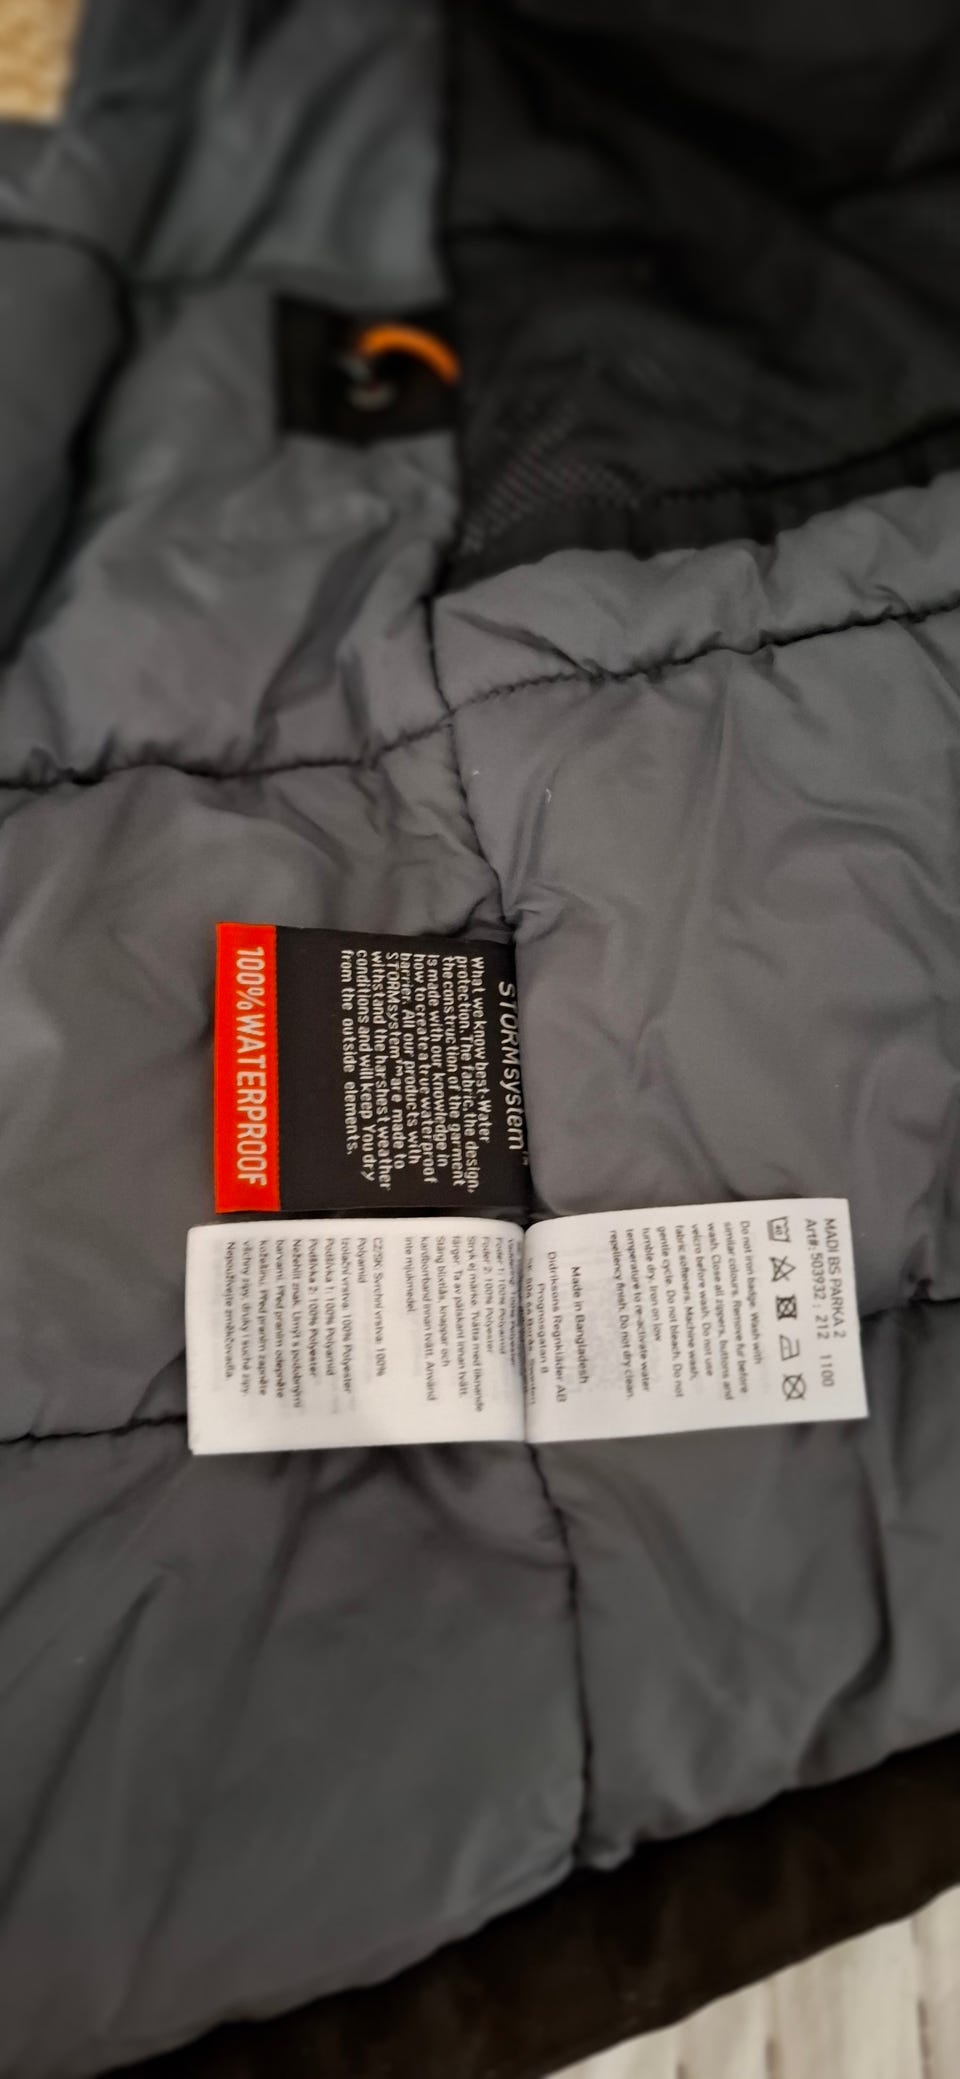 STORMsystem™
What we know best-Water
protection. The fabric, the design,
the construction of the garment
is made with our knowledge in
how to create a true waterproof
barrier. All our products with
STORMsystem™ are made to
withstand the harshest weather
conditions and will keep You dry
from the outside elements.
100% WATERPROOF
MADI BS PARKA 2
Art#: 503932 ; 212 1100
40
Do not iron badge. Wash with
similar colours. Remove fur before
wash. Close all zippers, buttons and
velcro before wash. Do not use
fabric softeners. Machine wash,
gentle cycle. Do not bleach. Do not
tumble dry. Iron on low
temperature to re-activate water
repellency finish. Do not dry clean.
Made in Bangladesh
Didriksons Regnkläder AB
Prognosgatan 8
Foder 1: 100% Polyamid
Foder 2: 100% Polyester
Stryk ej märke. Tvätta med liknande
färger. Ta av pälskant innan tvätt.
Stäng blixtlås, knappar och
kardborrband innan tvätt. Använd
inte mjukmedel.
CZ/SK Svrchní vrstva: 100%
Polyamid
Izolační vrstva: 100% Polyester
Podšívka 1: 100% Polyamid
Podšívka 2: 100% Polyester
Nežehlit znak. Umýt s podobnými
barvami. Před praním odepněte
kožešinu. Před praním zapněte
všechny zipy, druky i suché zipy.
Nepoužívejte změkčovadla.